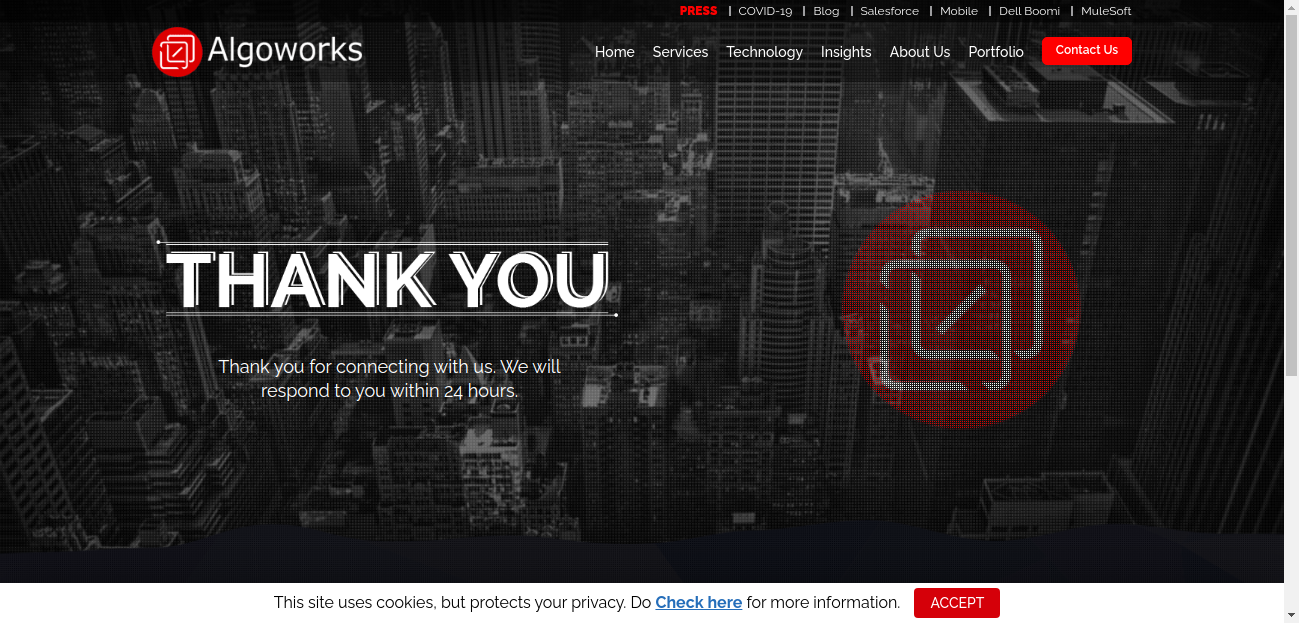 PRESS | COVID-19 | Blog | Salesforce | Mobile | Dell Boomi | MuleSoft
Algoworks
Home Services Technology Insights About Us Portfolio Contact Us
THANK YOU
Thank you for connecting with us. We will
respond to you within 24 hours.
This site uses cookies, but protects your privacy. Do Check here for more information. ACCEPT